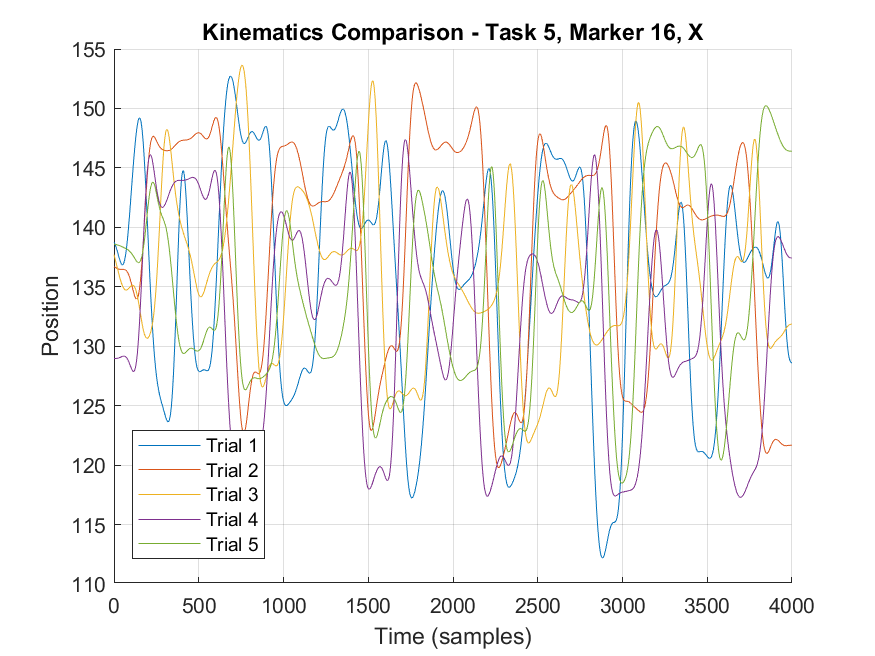 Kinematics Comparison - Task 5, Marker 16, X
155
150
145
140
135
130
125
120
115
110
Position
Trial 1
Trial 2
Trial 3
Trial 4
Trial 5
0 500 1000 1500 2000 2500 3000 3500 4000
Time (samples)